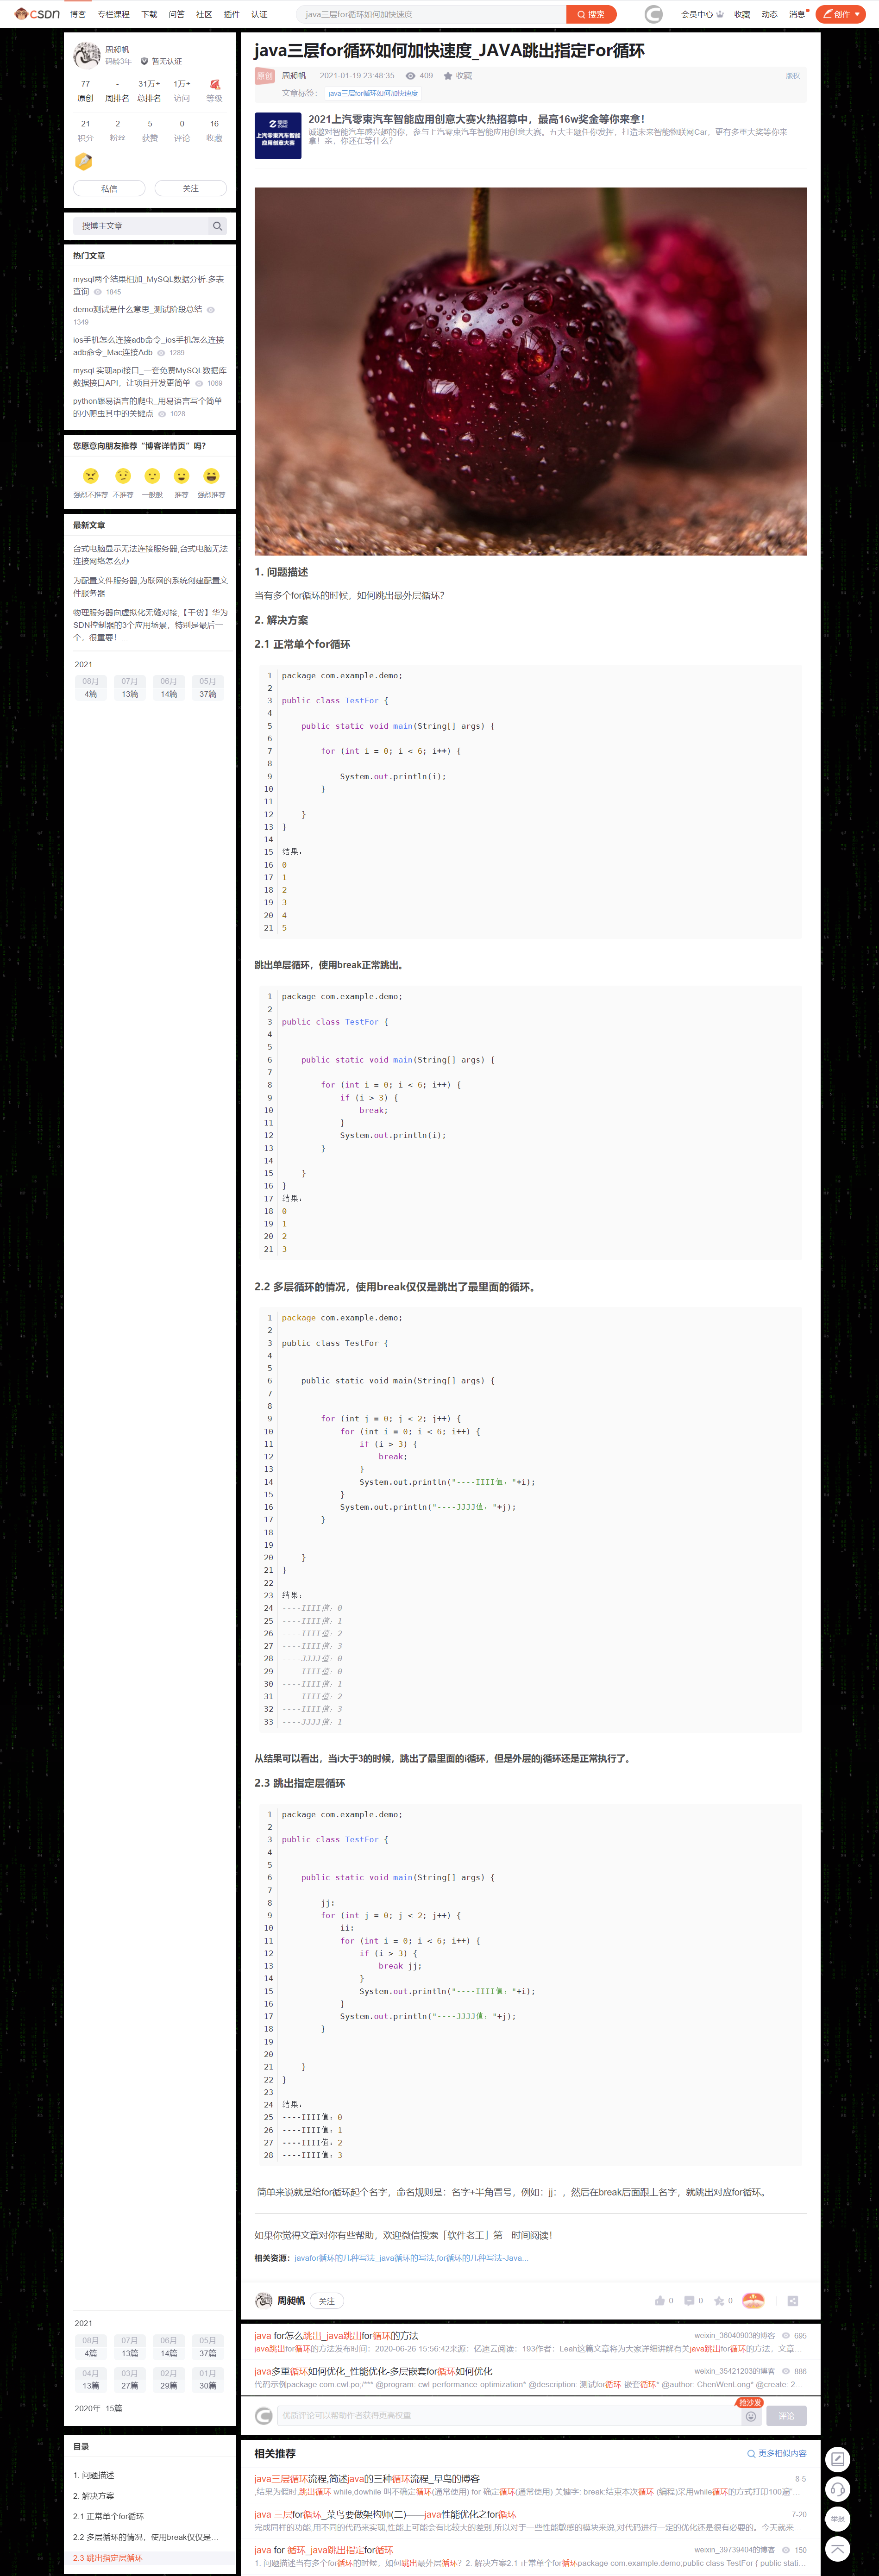 CSDN 博客 专栏课程 下载 问答 社区 插件 认证 java三层for循环如何加快速度 搜索 会员中心 收藏 动态 消息 创作
周昶帆
码龄3年 暂无认证
77 - 31万+ 1万+
原创 周排名 总排名 访问 等级
21 2 5 0 16
积分 粉丝 获赞 评论 收藏
私信 关注
搜博主文章
热门文章
mysql两个结果相加_MySQL数据分析:多表
查询 1845
demo测试是什么意思_测试阶段总结
1349
ios手机怎么连接adb命令_ios手机怎么连接
adb命令_Mac连接Adb 1289
mysql 实现api接口_一套免费MySQL数据库
数据接口API，让项目开发更简单 1069
python跟易语言的爬虫_用易语言写个简单
的小爬虫其中的关键点 1028
您愿意向朋友推荐“博客详情页”吗？
强烈不推荐 不推荐 一般般 推荐 强烈推荐
最新文章
台式电脑显示无法连接服务器,台式电脑无法
连接网络怎么办
为配置文件服务器,为联网的系统创建配置文
件服务器
物理服务器向虚拟化无缝对接,【干货】华为
SDN控制器的3个应用场景，特别是最后一
个，很重要！...
2021
08月 07月 06月 05月
4篇 13篇 14篇 37篇
2021
08月 07月 06月 05月
4篇 13篇 14篇 37篇
04月 03月 02月 01月
13篇 27篇 29篇 30篇
2020年 15篇
目录
1. 问题描述
2. 解决方案
2.1 正常单个for循环
2.2 多层循环的情况，使用break仅仅是…
2.3 跳出指定层循环
java三层for循环如何加快速度_JAVA跳出指定For循环
原创 周昶帆 2021-01-19 23:48:35 409 收藏 版权
文章标签： java三层for循环如何加快速度
2021上汽零束汽车智能应用创意大赛火热招募中，最高16w奖金等你来拿！
零束
上汽零束汽车智能
应用创意大赛
诚邀对智能汽车感兴趣的你，参与上汽零束汽车智能应用创意大赛。五大主题任你发挥，打造未来智能物联网Car，更有多重大奖等你来
拿！亲，你还在等什么?
1. 问题描述
当有多个for循环的时候，如何跳出最外层循环?
2. 解决方案
2.1 正常单个for循环
1 package com.example.demo;
2
3 public class TestFor {
4
5 public static void main(String[] args) {
6
7 for (int i = 0; i < 6; i++) {
8
9 System.out.println(i);
10 }
11
12 }
13 }
14
15 结果：
16 0
17 1
18 2
19 3
20 4
21 5
跳出单层循环，使用break正常跳出。
1 package com.example.demo;
2
3 public class TestFor {
4
5
6 public static void main(String[] args) {
7
8 for (int i = 0; i < 6; i++) {
9 if (i > 3) {
10 break;
11 }
12 System.out.println(i);
13 }
14
15 }
16 }
17 结果：
18 0
19 1
20 2
21 3
2.2 多层循环的情况，使用break仅仅是跳出了最里面的循环。
1 package com.example.demo;
2
3 public class TestFor {
4
5
6 public static void main(String[] args) {
7
8
9 for (int j = 0; j < 2; j++) {
10 for (int i = 0; i < 6; i++) {
11 if (i > 3) {
12 break;
13 }
14 System.out.println("----IIII值："+i);
15 }
16 System.out.println("----JJJJ值："+j);
17 }
18
19
20 }
21 }
22
23 结果：
24 ----IIII值：0
25 ----IIII值：1
26 ----IIII值：2
27 ----IIII值：3
28 ----JJJJ值：0
29 ----IIII值：0
30 ----IIII值：1
31 ----IIII值：2
32 ----IIII值：3
33 ----JJJJ值：1
从结果可以看出，当i大于3的时候，跳出了最里面的i循环，但是外层的j循环还是正常执行了。
2.3 跳出指定层循环
1 package com.example.demo;
2
3 public class TestFor {
4
5
6 public static void main(String[] args) {
7
8 jj:
9 for (int j = 0; j < 2; j++) {
10 ii:
11 for (int i = 0; i < 6; i++) {
12 if (i > 3) {
13 break jj;
14 }
15 System.out.println("----IIII值："+i);
16 }
17 System.out.println("----JJJJ值："+j);
18 }
19
20
21 }
22 }
23
24 结果：
25 ----IIII值：0
26 ----IIII值：1
27 ----IIII值：2
28 ----IIII值：3
简单来说就是给for循环起个名字，命名规则是：名字+半角冒号，例如：jj：，然后在break后面跟上名字，就跳出对应for循环。
如果你觉得文章对你有些帮助，欢迎微信搜索「软件老王」第一时间阅读！
相关资源：javafor循环的几种写法_java循环的写法,for循环的几种写法-Java...
周昶帆 关注 0 0 0
java for怎么跳出_java跳出for循环的方法 weixin_36040903的博客 695
java跳出for循环的方法发布时间：2020-06-26 15:56:42来源：亿速云阅读：193作者：Leah这篇文章将为大家详细讲解有关java跳出for循环的方法，文章…
java多重循环如何优化_性能优化-多层嵌套for循环如何优化 weixin_35421203的博客 886
代码示例package com.cwl.po;/*** @program: cwl-performance-optimization* @description: 测试for循环-嵌套循环* @author: ChenWenLong* @create: 2…
抢沙发
优质评论可以帮助作者获得更高权重 评论
相关推荐 更多相似内容
java三层循环流程,简述java的三种循环流程_早鸟的博客 8-5
,结果为假时,跳出循环 while,dowhile 叫不确定循环(通常使用) for 确定循环(通常使用) 关键字: break:结束本次循环 (编程)采用while循环的方式打印100遍“…
java 三层for循环_菜鸟要做架构师(二)——java性能优化之for循环 7-20
完成同样的功能,用不同的代码来实现,性能上可能会有比较大的差别,所以对于一些性能敏感的模块来说,对代码进行一定的优化还是很有必要的。今天就来…
java for 循环_java跳出指定for循环 weixin_39739404的博客 150
1. 问题描述当有多个for循环的时候，如何跳出最外层循环？2. 解决方案2.1 正常单个for循环package com.example.demo;public class TestFor { public stati…
举报